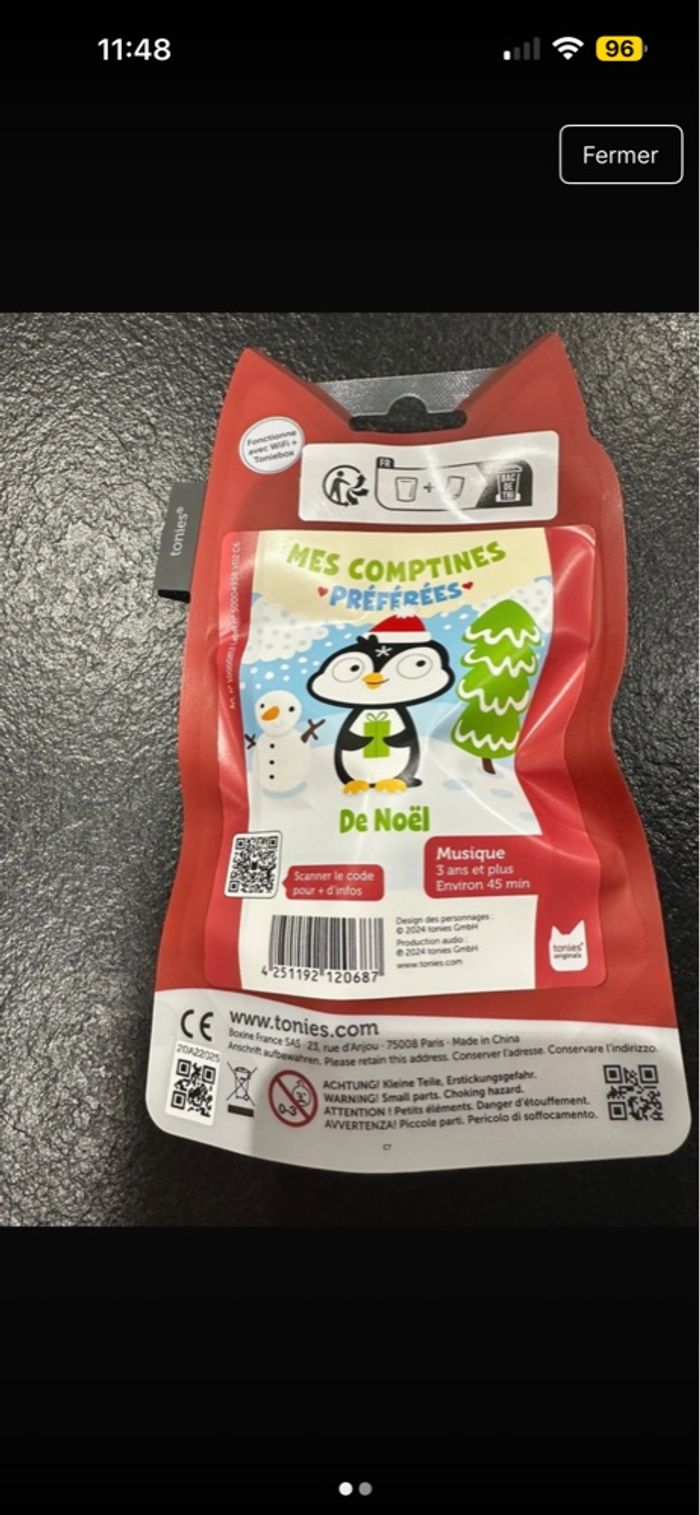 11:48
96
Fermer
Fonctionne
avec WiFi +
Toniebox
FR
BAC
DE
TRI
tonies®
MES COMPTINES
PRÉFÉRÉES
De Noël
Scanner le code
pour + d'infos
Musique
3 ans et plus
Environ 45 min
4 251192 120687
Design des personnages :
© 2024 tonies GmbH
Production audio :
℗ 2024 tonies GmbH
www.tonies.com
tonies®
originals
CE
www.tonies.com
Boxine France SAS · 23, rue d'Anjou · 75008 Paris · Made in China
Anschrift aufbewahren. Please retain this address. Conserver l'adresse. Conservare l'indirizzo.
20A22025
0-3
ACHTUNG! Kleine Teile. Erstickungsgefahr.
WARNING! Small parts. Choking hazard.
ATTENTION ! Petits éléments. Danger d'étouffement.
AVVERTENZA! Piccole parti. Pericolo di soffocamento.